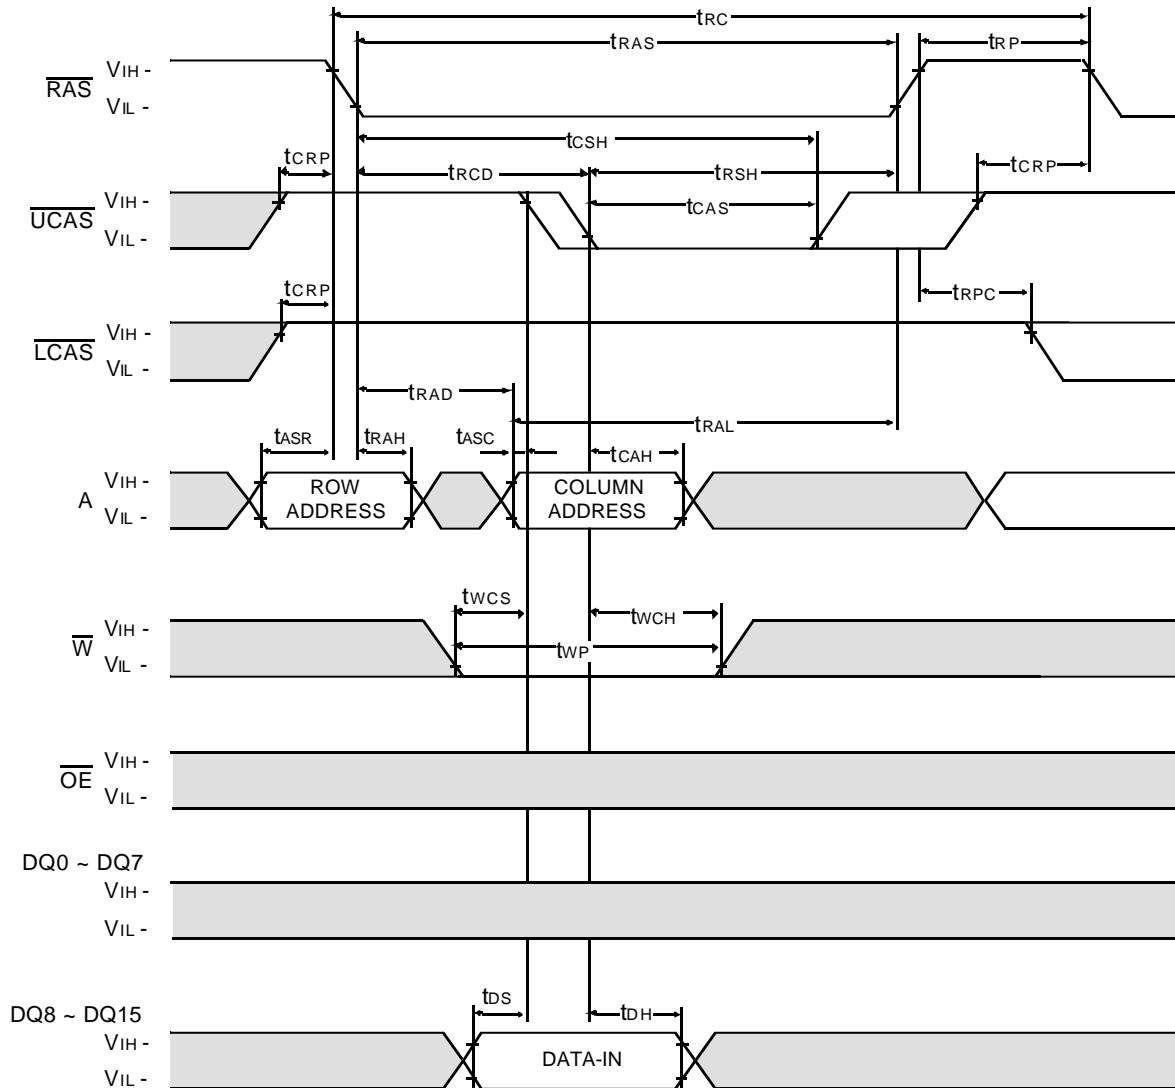 tRC
tRAS
tRP
RAS
VIH -
VIL -
tCSH
tCRP
tRCD
tRSH
tCRP
UCAS
VIH -
VIL -
tCAS
tCRP
tRPC
LCAS
VIH -
VIL -
tRAD
tRAL
tASR
tRAH
tASC
tCAH
A
VIH -
VIL -
ROW
ADDRESS
COLUMN
ADDRESS
tWCS
tWCH
W
VIH -
VIL -
tWP
OE
VIH -
VIL -
DQ0 ~ DQ7
VIH -
VIL -
tDS
tDH
DQ8 ~ DQ15
VIH -
VIL -
DATA-IN